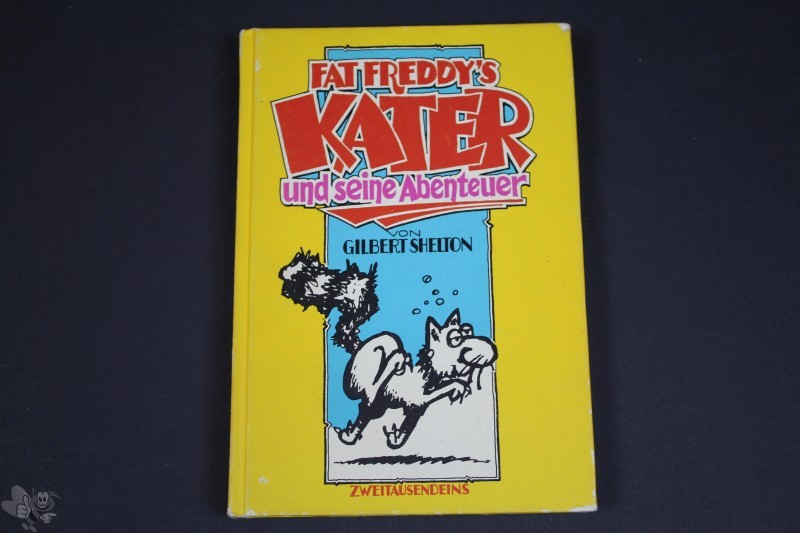 FAT FREDDY'S
KATER
und seine Abenteuer
VON
GILBERT SHELTON
ZWEITAUSENDEINS